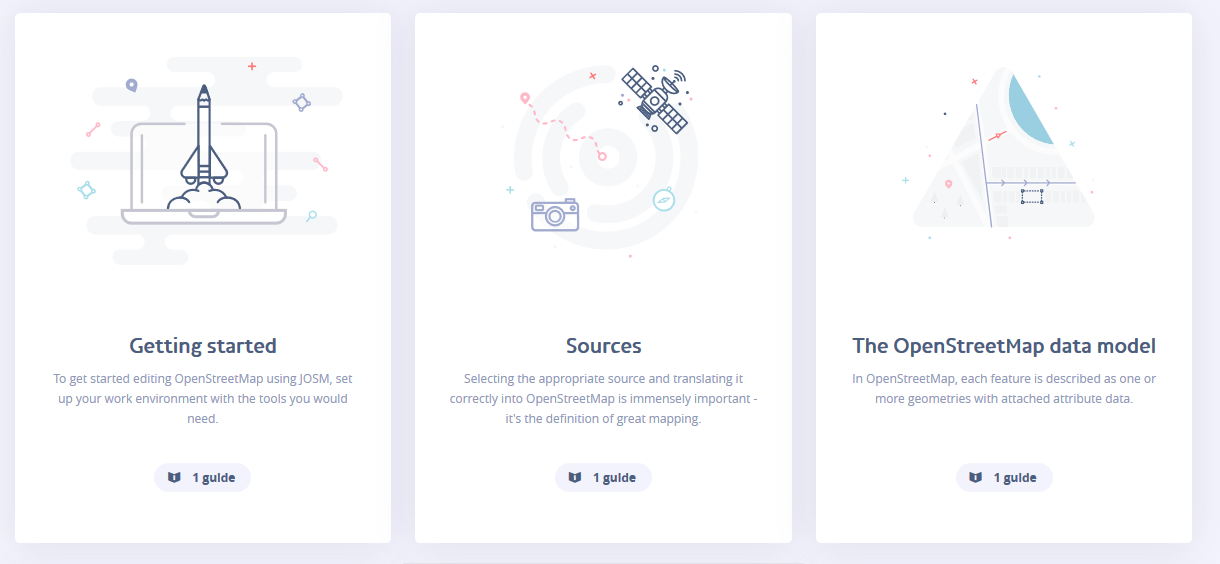 Getting started
To get started editing OpenStreetMap using JOSM, set
up your work environment with the tools you would
need.
1 guide
Sources
Selecting the appropriate source and translating it
correctly into OpenStreetMap is immensely important -
it's the definition of great mapping.
1 guide
The OpenStreetMap data model
In OpenStreetMap, each feature is described as one or
more geometries with attached attribute data.
1 guide